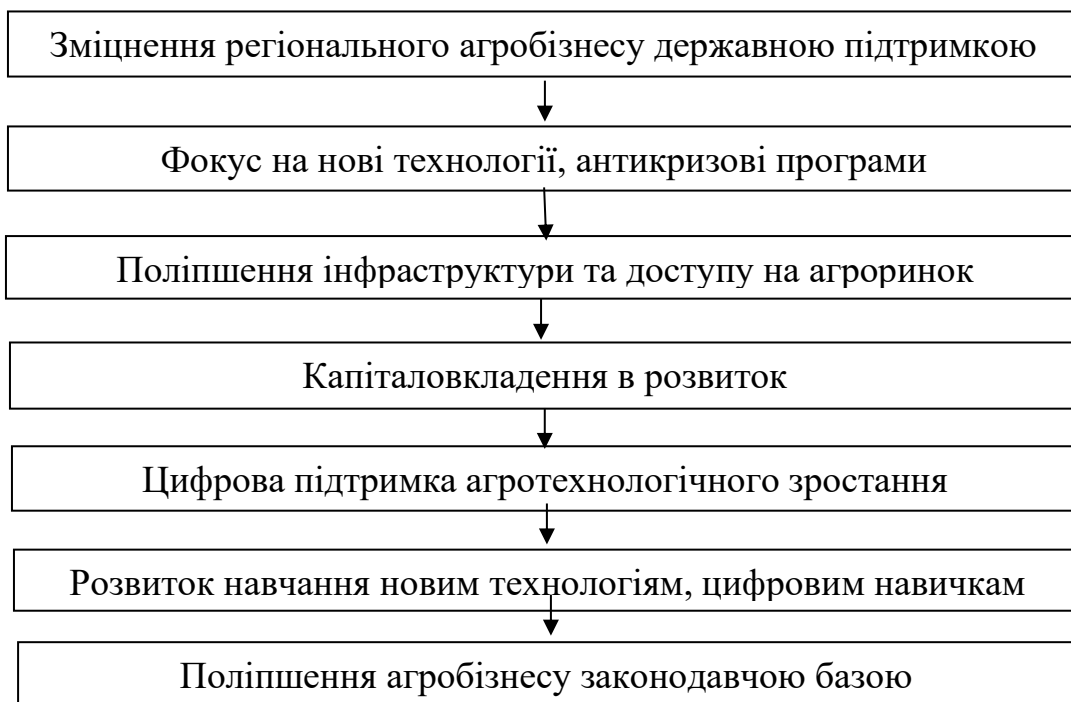 Зміцнення регіонального агробізнесу державною підтримкою
Фокус на нові технології, антикризові програми
Поліпшення інфраструктури та доступу на агроринок
Капіталовкладення в розвиток
Цифрова підтримка агротехнологічного зростання
Розвиток навчання новим технологіям, цифровим навичкам
Поліпшення агробізнесу законодавчою базою